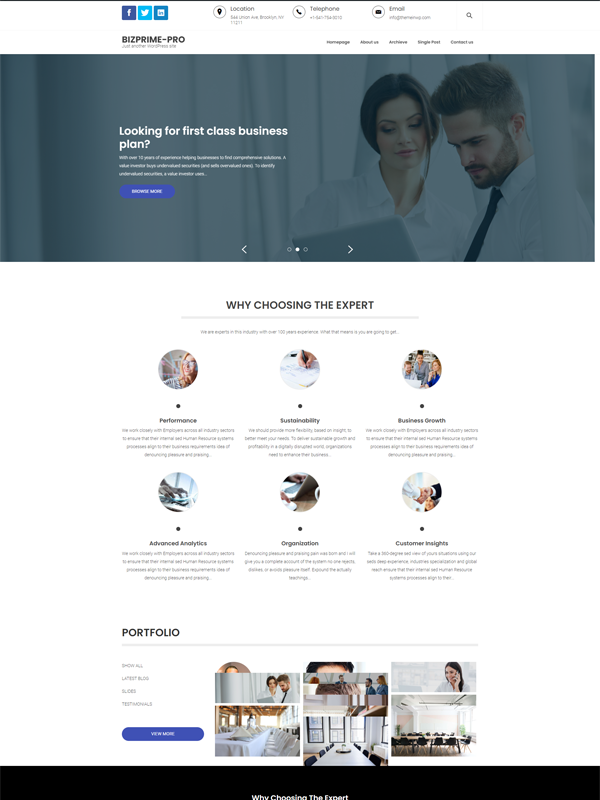 f
in
Location
544 Union Ave. Brooklyn, NY
11211
Telephone
+1-541-754-3010
Email
info@themenwp.com
BIZPRIME-PRO
Just another WordPress site
Homepage
About us
Archieve
Single-Post
Contact us
Looking for first class business
plan?
With over 10 years of experience helping businesses to find comprehensive solutions. A
value investor buys undervalued securities (and sells overvalued ones). To identify
undervalued securities, a value investor uses...
BROWSE MORE
WHY CHOOSING THE EXPERT
We are experts in this industry with over 100 years experience. What that means is you are going to get...
Performance
We work closely with Employers across all industry sectors
to ensure that their internal sed Human Resource systems
processes align to their business requirements idea of
denouncing pleasure and praising...
Sustainability
We should provide more flexibility, based on insight, to
better meet your needs. To deliver sustainable growth and
profitability in a digitally disrupted world, organizations
need to enhance their business...
Business Growth
We work closely with Employers across all industry sectors
to ensure that their internal sed Human Resource systems
processes align to their business requirements idea of
denouncing pleasure and praising...
Advanced Analytics
We work closely with Employers across all industry sectors
to ensure that their internal sed Human Resource systems
processes align to their business requirements idea of
denouncing pleasure and praising...
Organization
Denouncing pleasure and praising pain was born and I will
give you a complete account of the system no one rejects,
dislikes, or avoids pleasure itself. Expound the actually
teachings...
Customer Insights
Take a 360-degree sed view of yours situations using our
seds deep experience, industries specialization and global
reach ensure that their internal sed Human Resource
systems processes align to their...
PORTFOLIO
SHOW ALL
LATEST BLOG
SLIDES
TESTIMONIALS
VIEW MORE
Why Choosing The Expert